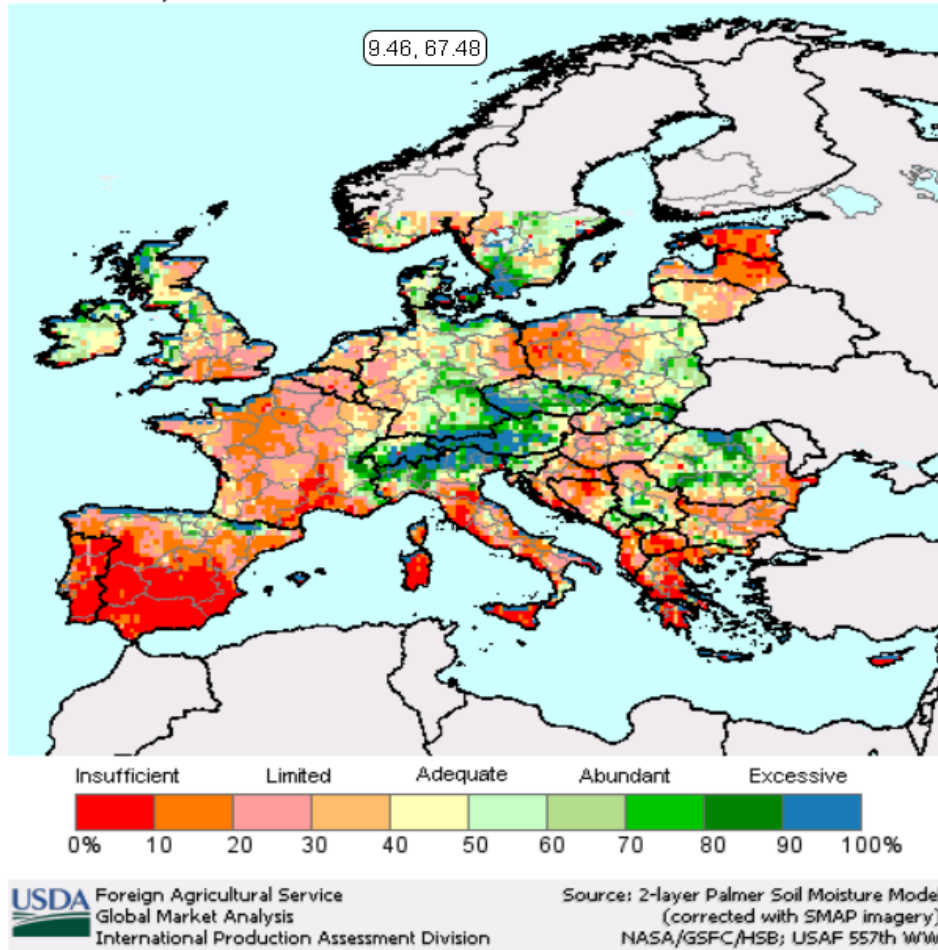 9.46, 67.48
Insufficient Limited Adequate Abundant Excessive
0% 10 20 30 40 50 60 70 80 90 100%
USDA Foreign Agricultural Service
Global Market Analysis
International Production Assessment Division
Source: 2-layer Palmer Soil Moisture Model
(corrected with SMAP imagery)
NASA/GSFC/HSB; USAF 557th WW